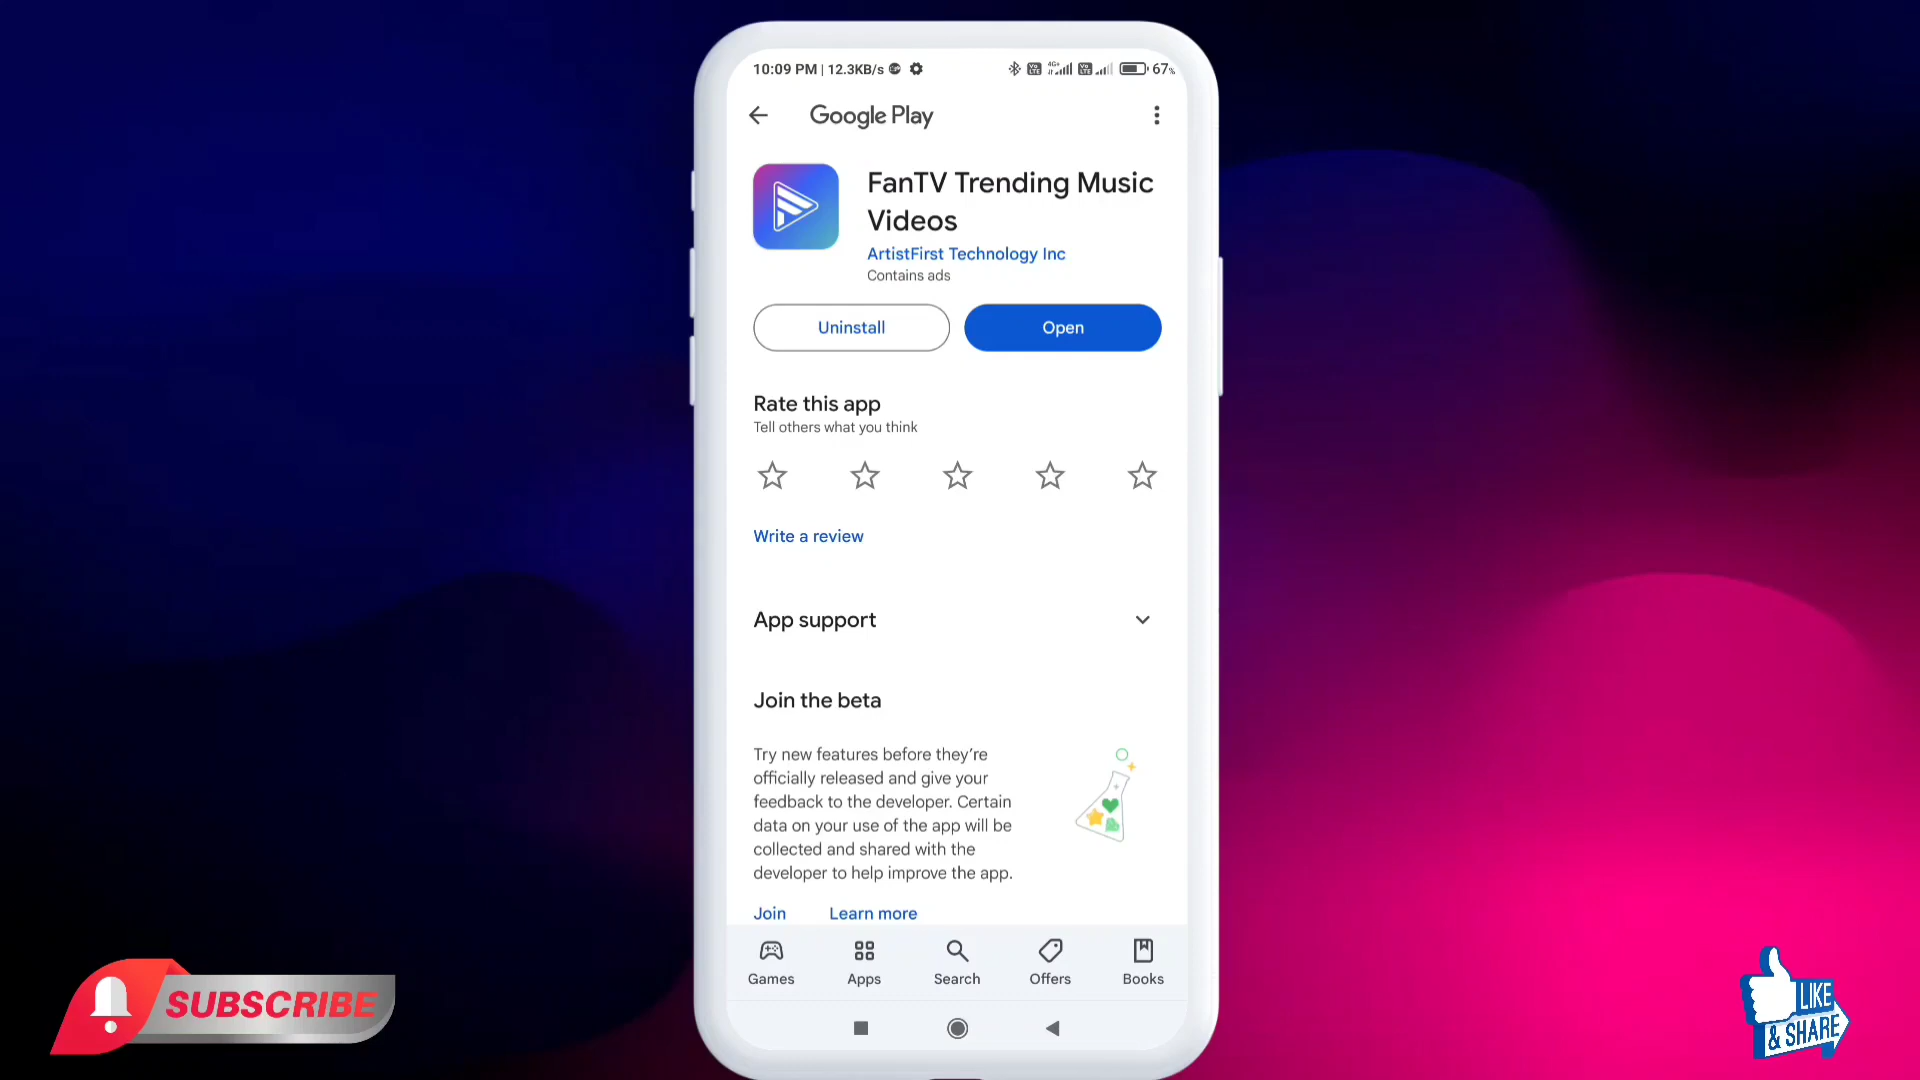 10:09 PM | 12.3KB/s
4G+
67%
Google Play
FanTV Trending Music
Videos
ArtistFirst Technology Inc
Contains ads
Uninstall
Open
Rate this app
Tell others what you think
Write a review
App support
Join the beta
Try new features before they're
officially released and give your
feedback to the developer. Certain
data on your use of the app will be
collected and shared with the
developer to help improve the app.
Join
Learn more
Games
Apps
Search
Offers
Books
SUBSCRIBE
LIKE
& SHARE